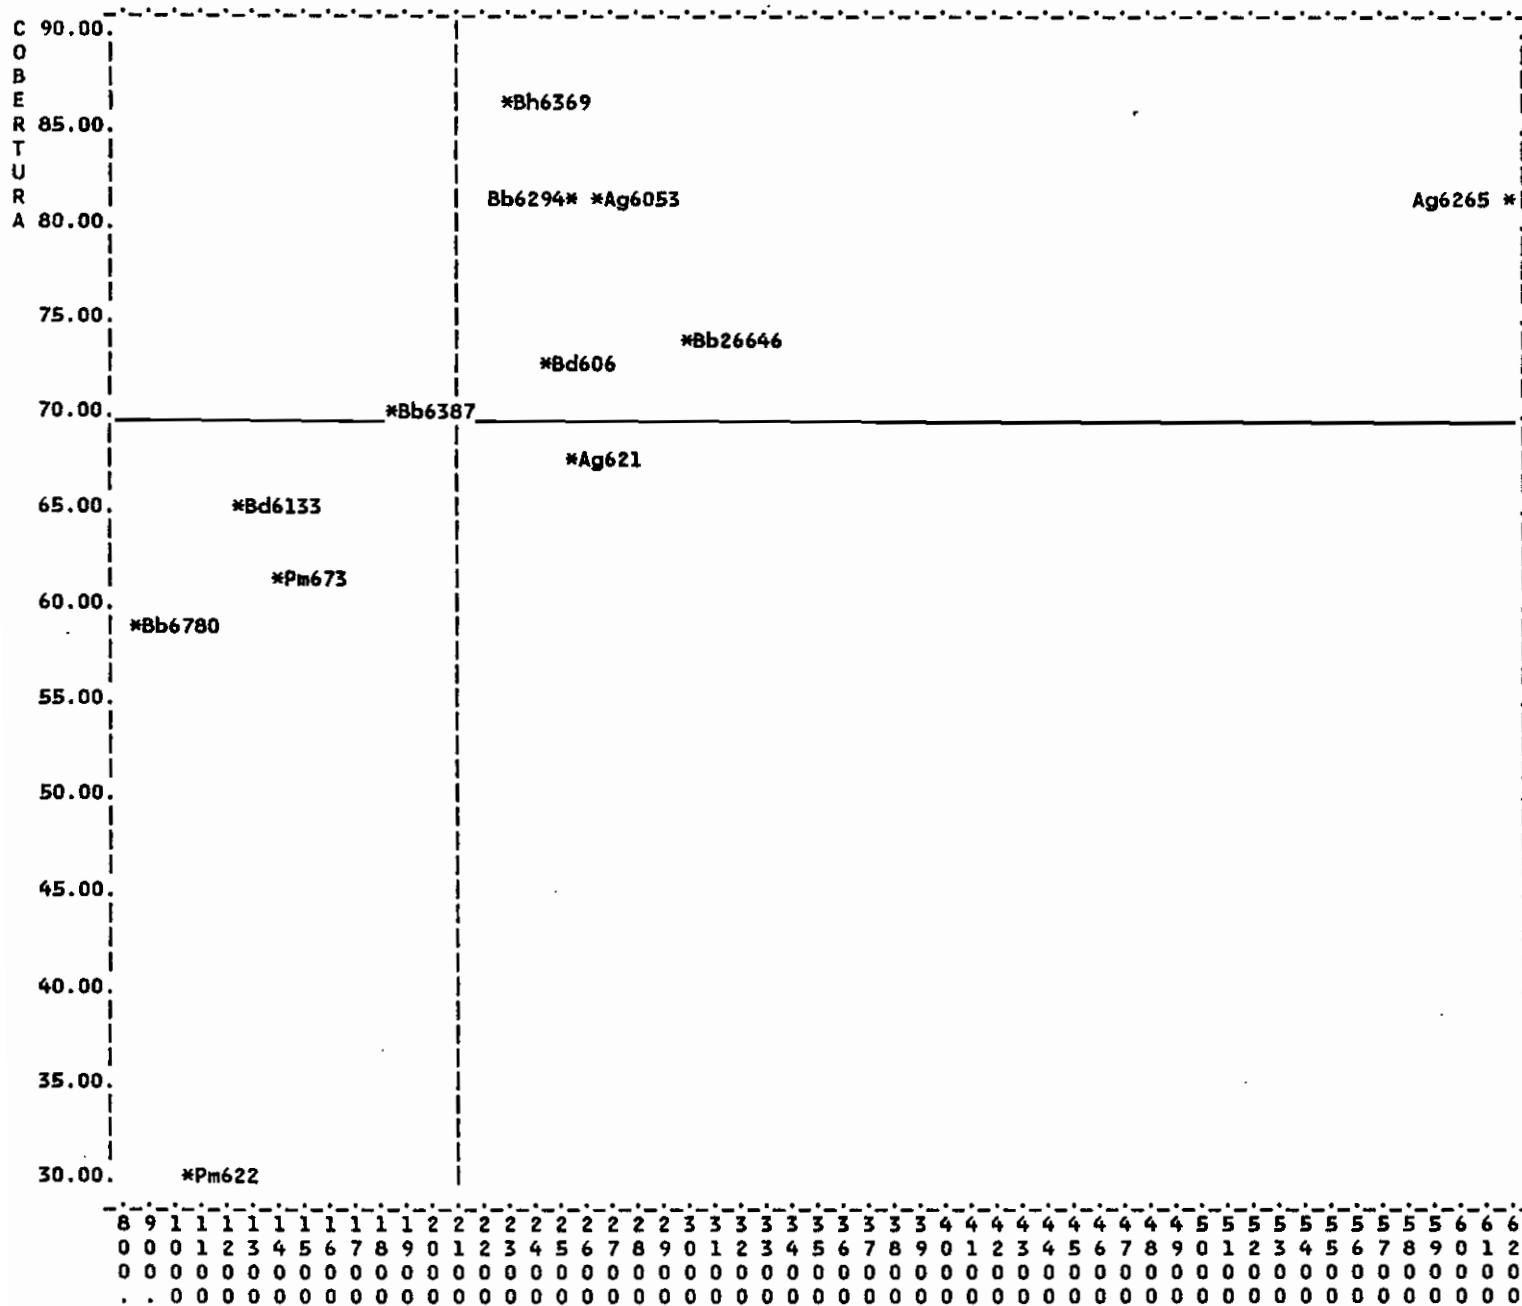 COBERTURA
90.00.
*Bh6369
85.00.
Bb6294* *Ag6053 Ag6265 *
80.00.
75.00.
*Bb26646
*Bd606
70.00. *Bb6387
*Ag621
65.00. *Bd6133
*Pm673
60.00.
*Bb6780
55.00.
50.00.
45.00.
40.00.
35.00.
30.00. *Pm622
8 9 1 1 1 1 1 1 1 1 1 1 2 2 2 2 2 2 2 2 2 2 3 3 3 3 3 3 3 3 3 3 4 4 4 4 4 4 4 4 4 4 5 5 5 5 5 5 5 5 5 5 6 6 6
0 0 0 1 2 3 4 5 6 7 8 9 0 1 2 3 4 5 6 7 8 9 0 1 2 3 4 5 6 7 8 9 0 1 2 3 4 5 6 7 8 9 0 1 2 3 4 5 6 7 8 9 0 1 2
0 0 0 0 0 0 0 0 0 0 0 0 0 0 0 0 0 0 0 0 0 0 0 0 0 0 0 0 0 0 0 0 0 0 0 0 0 0 0 0 0 0 0 0 0 0 0 0 0 0 0 0 0 0 0
. . 0 0 0 0 0 0 0 0 0 0 0 0 0 0 0 0 0 0 0 0 0 0 0 0 0 0 0 0 0 0 0 0 0 0 0 0 0 0 0 0 0 0 0 0 0 0 0 0 0 0 0 0 0